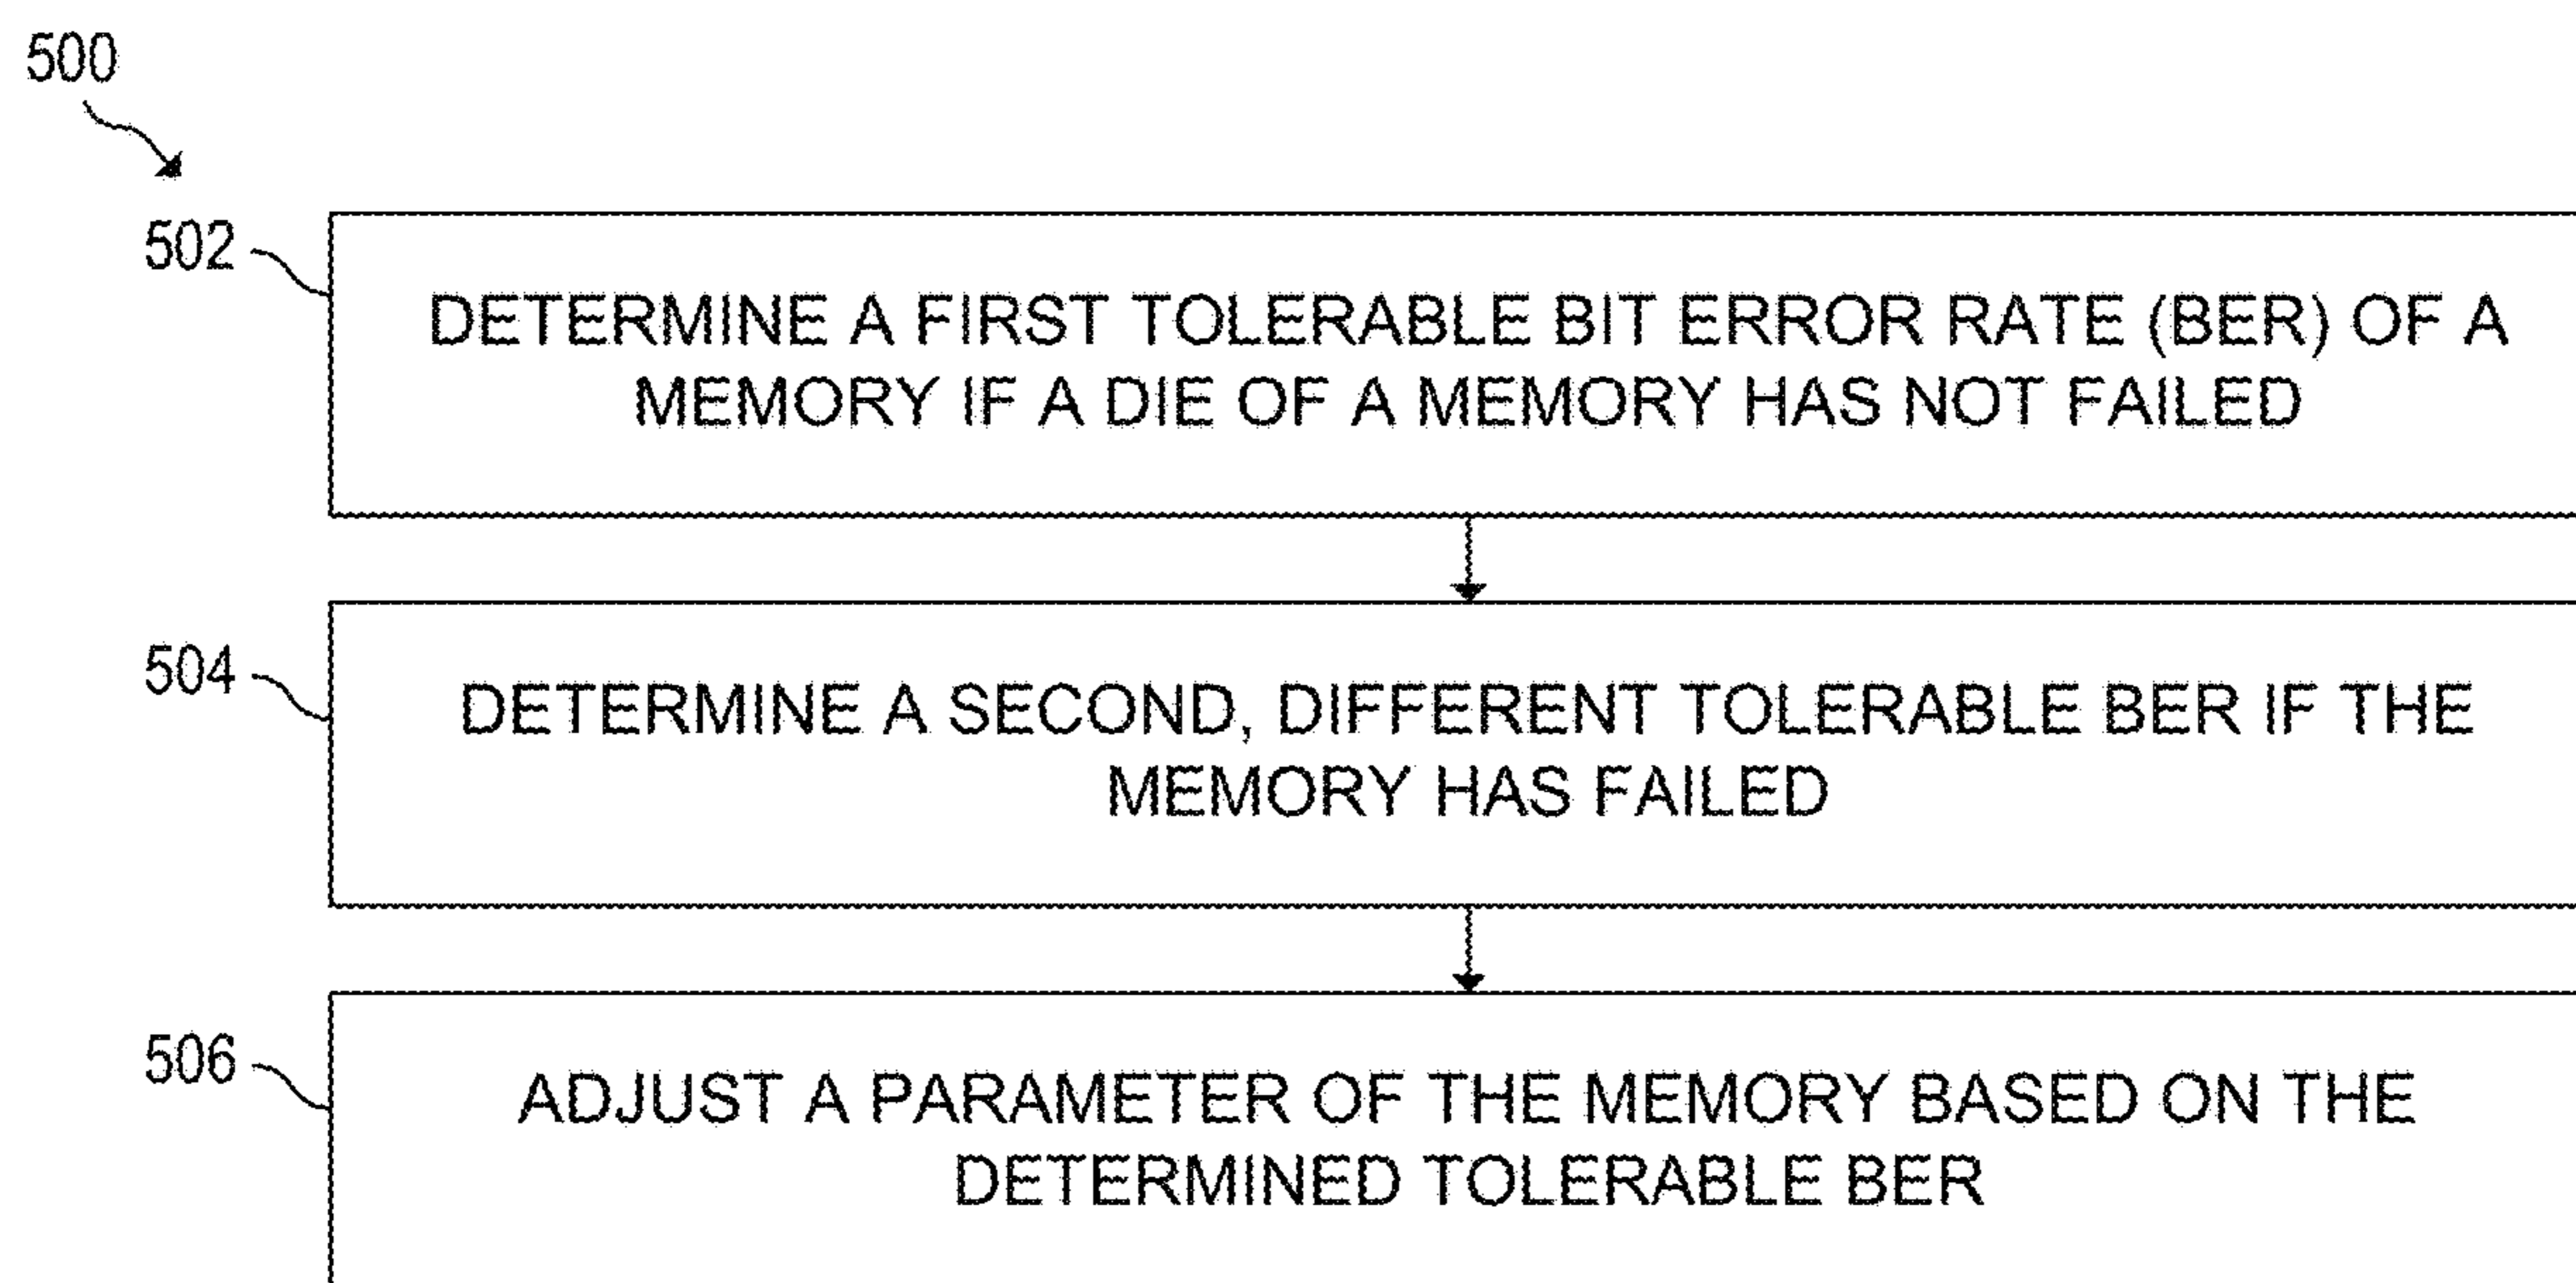 500
502
DETERMINE A FIRST TOLERABLE BIT ERROR RATE (BER) OF A
MEMORY IF A DIE OF A MEMORY HAS NOT FAILED
504
DETERMINE A SECOND, DIFFERENT TOLERABLE BER IF THE
MEMORY HAS FAILED
506
ADJUST A PARAMETER OF THE MEMORY BASED ON THE
DETERMINED TOLERABLE BER